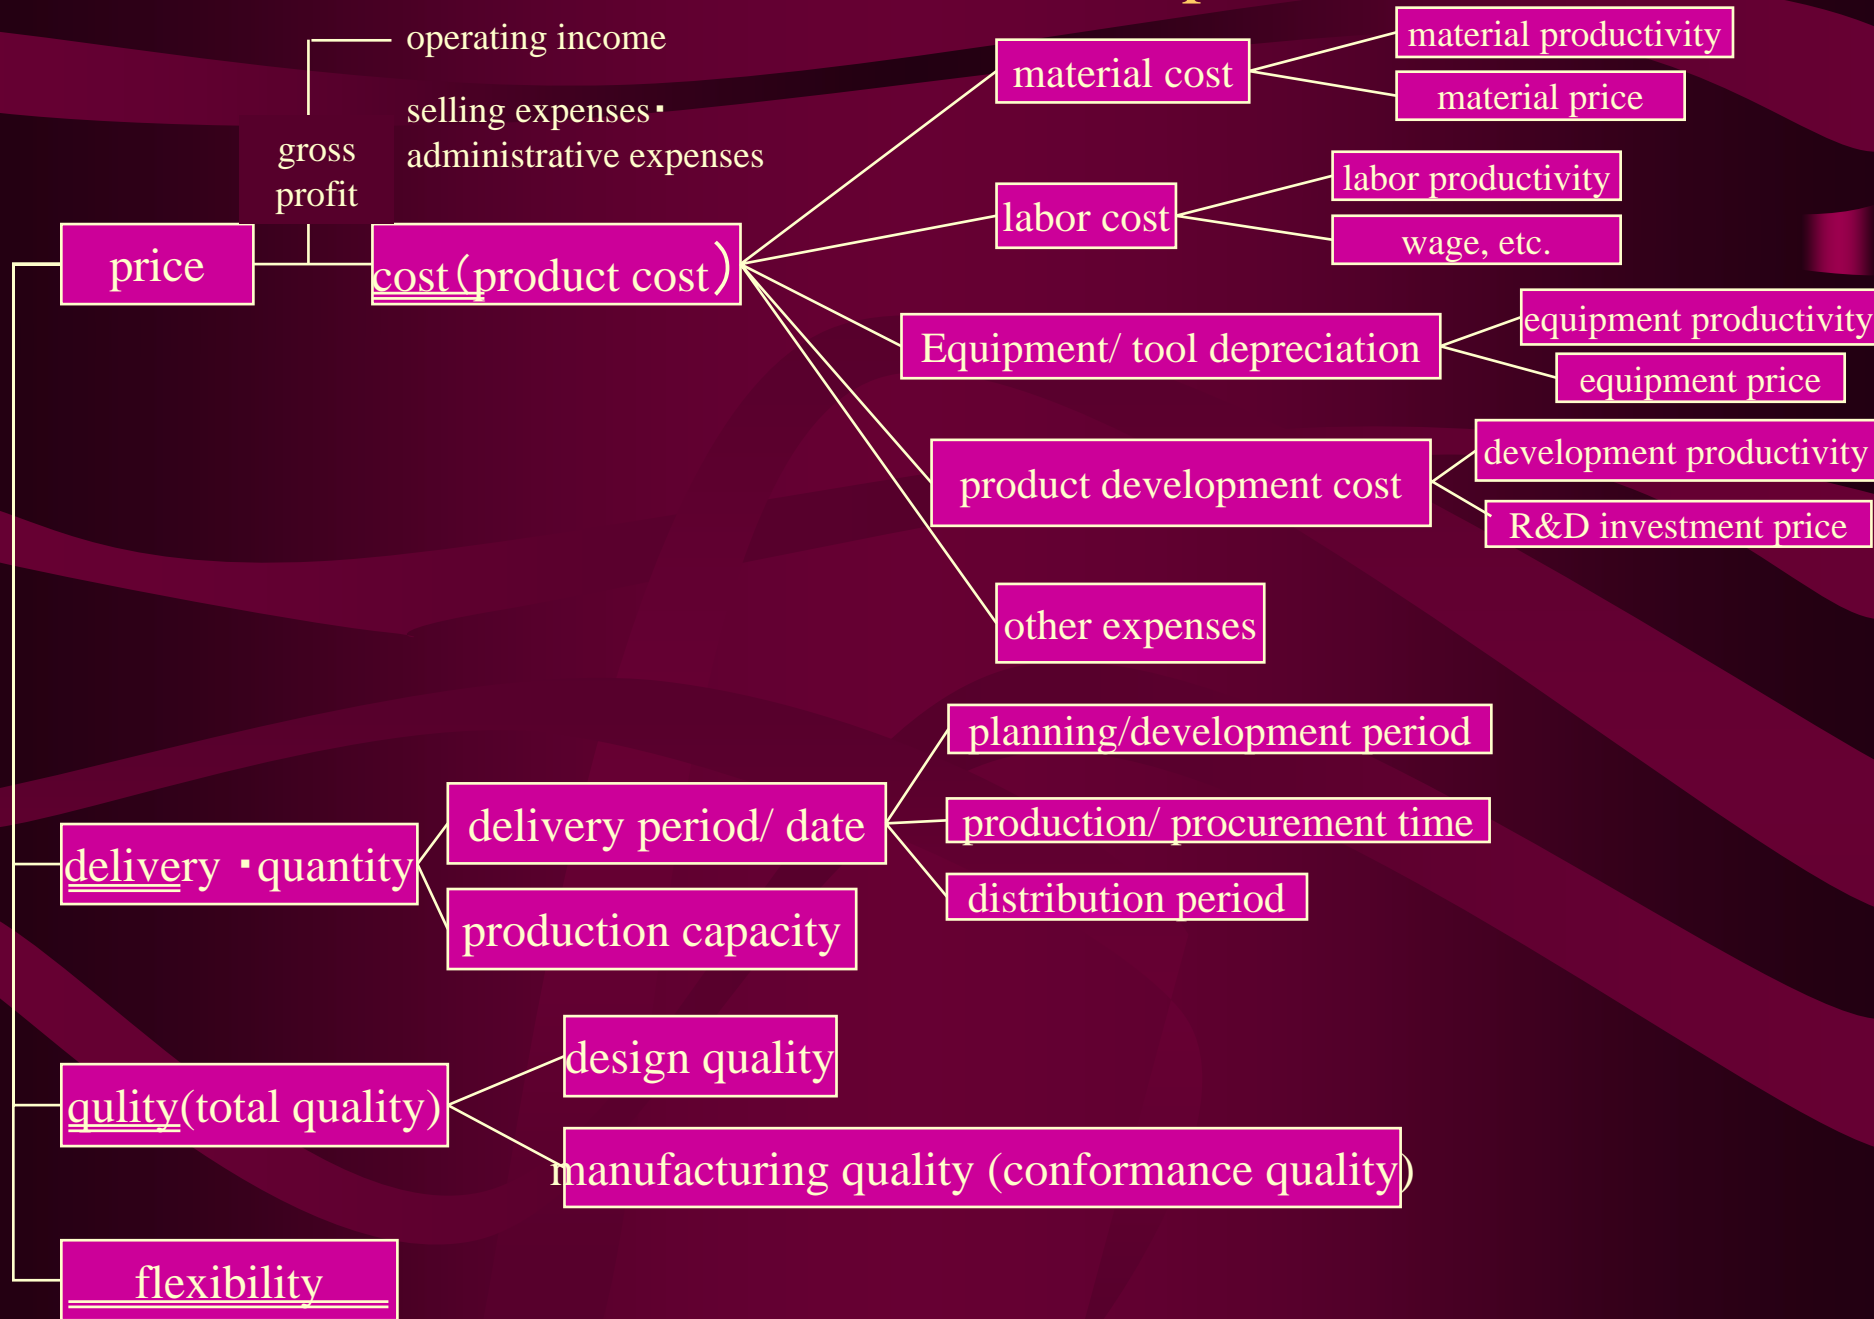 operating income
selling expenses・
administrative expenses
gross
profit
price
cost(product cost)
material cost
material productivity
material price
labor cost
labor productivity
wage, etc.
Equipment/ tool depreciation
equipment productivity
equipment price
product development cost
development productivity
R&D investment price
other expenses
delivery ・quantity
delivery period/ date
planning/development period
production/ procurement time
distribution period
production capacity
qulity(total quality)
design quality
manufacturing quality (conformance quality)
flexibility